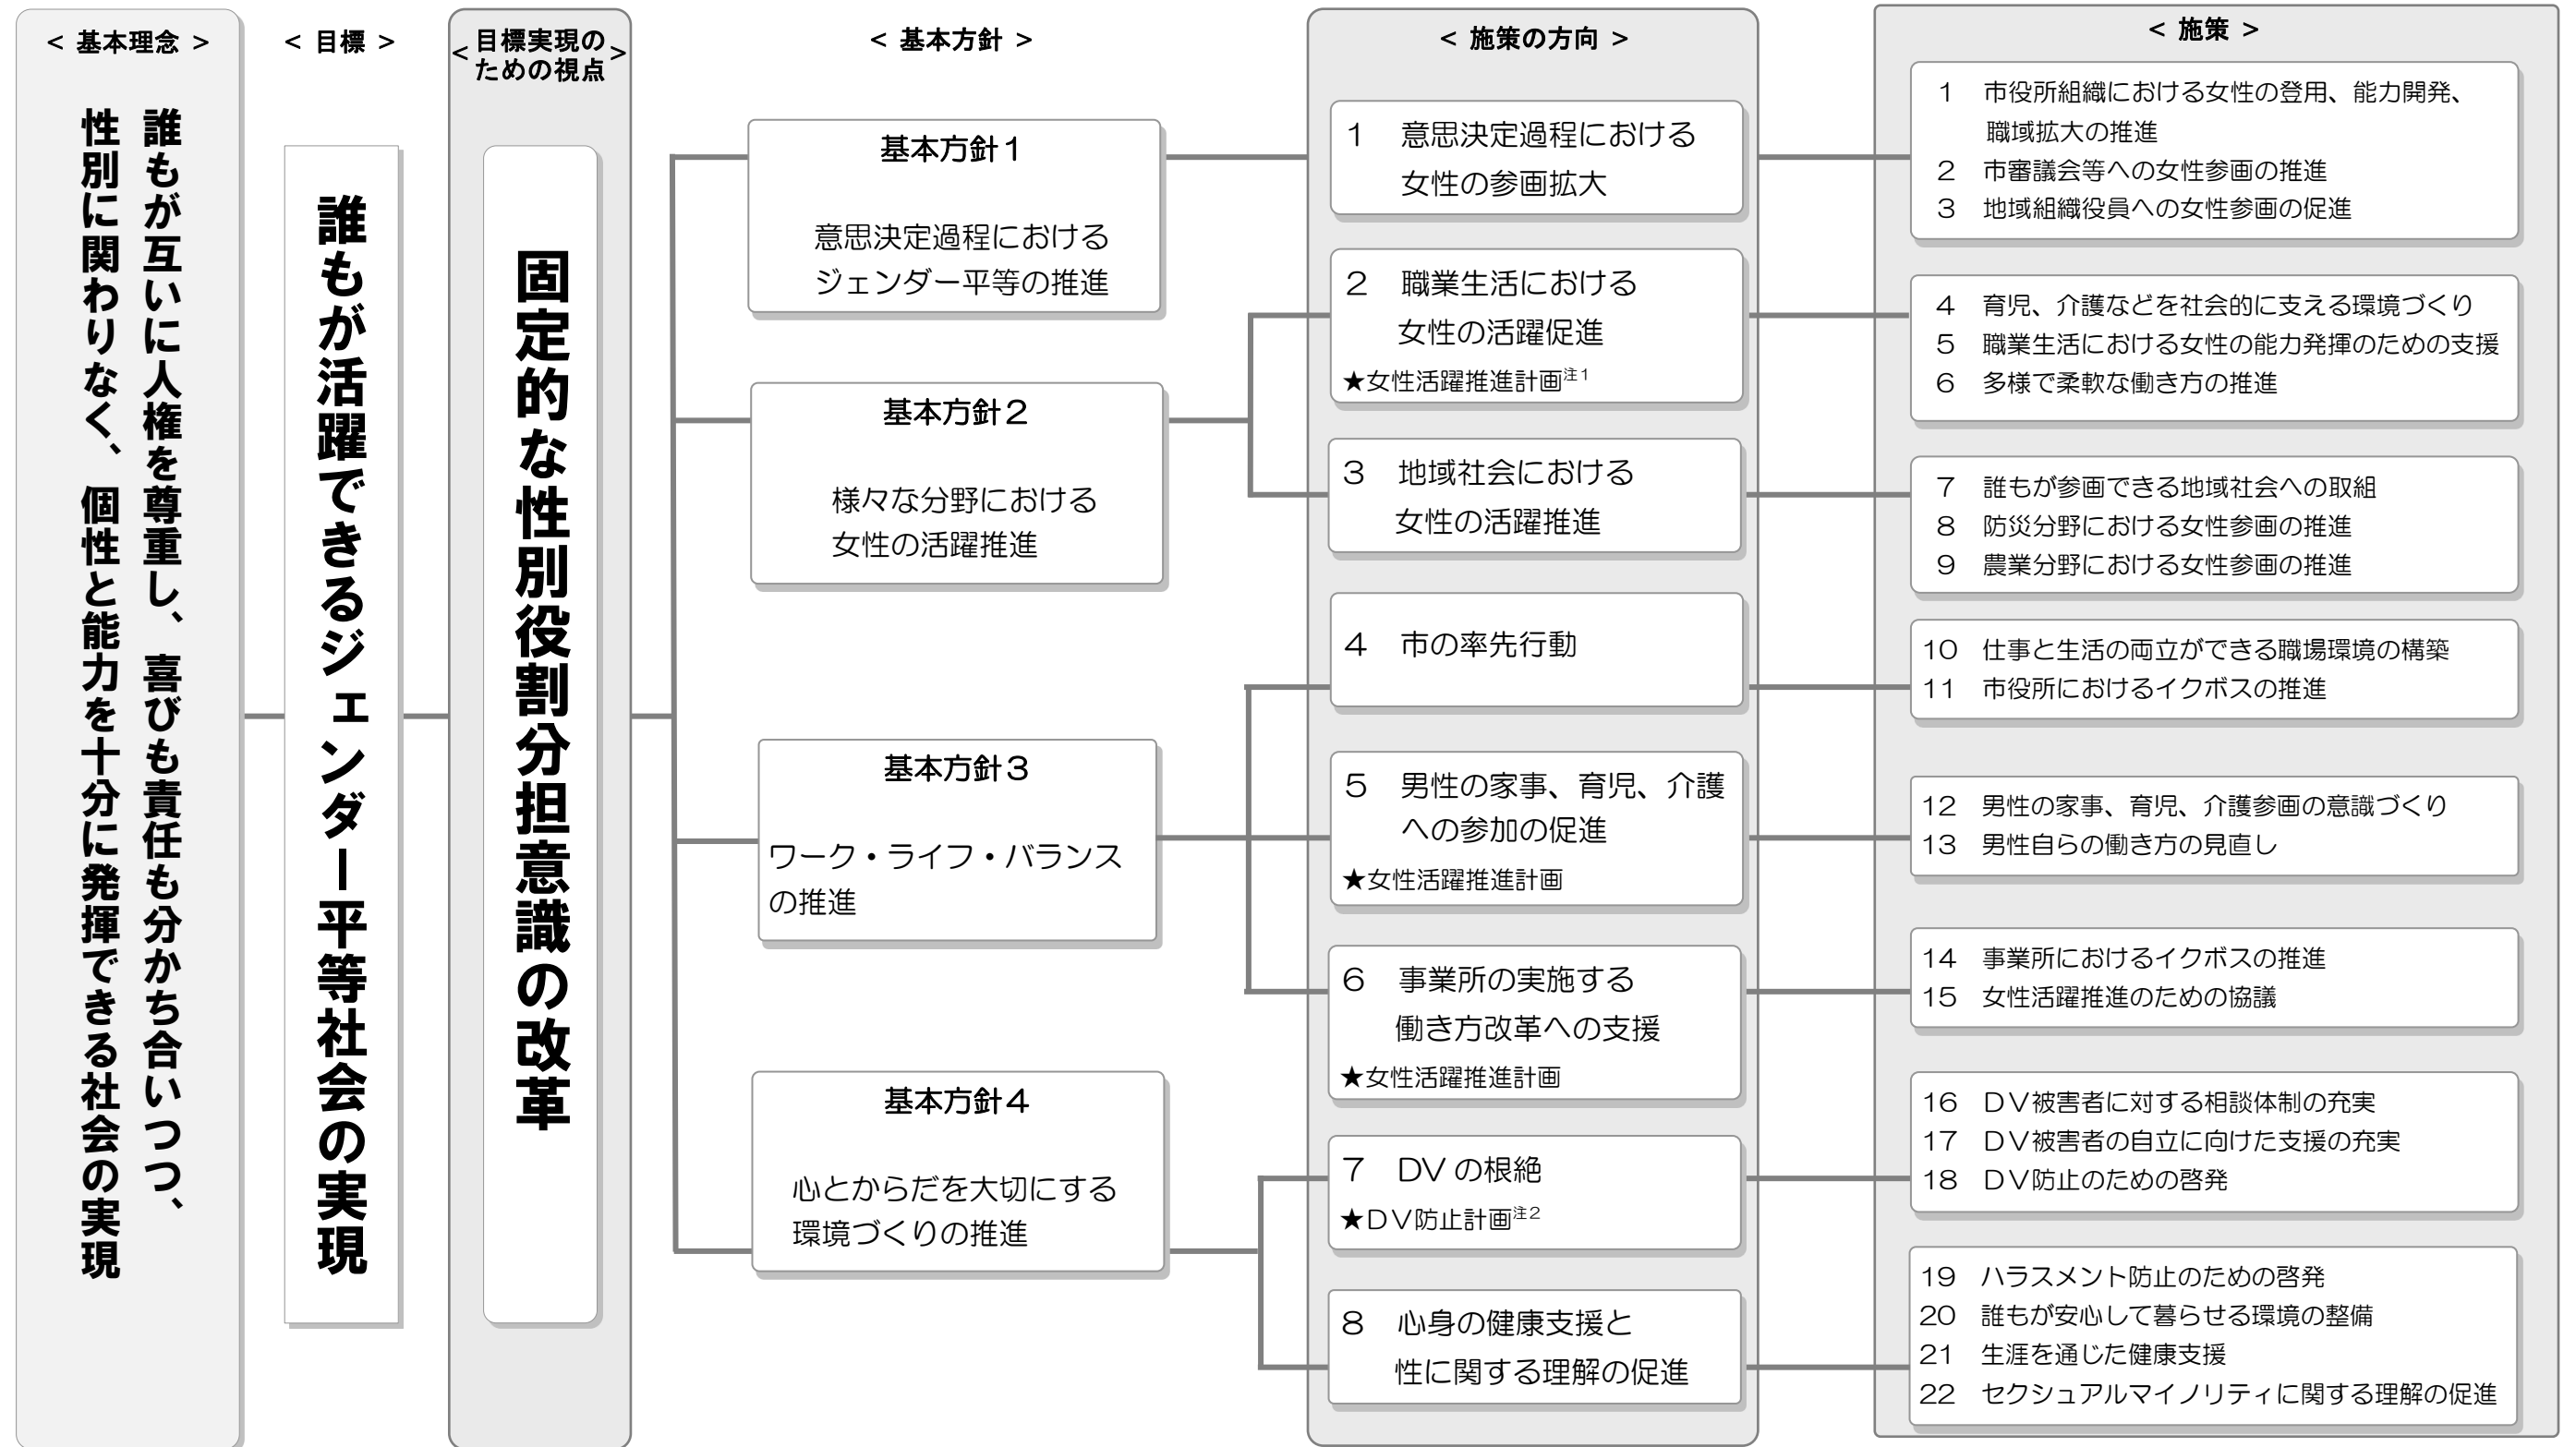 ＜ 基本理念 ＞
誰もが互いに人権を尊重し、喜びも責任も分かち合いつつ、
性別に関わりなく、個性と能力を十分に発揮できる社会の実現
＜ 目標 ＞
誰もが活躍できるジェンダー平等社会の実現
＜目標実現の
ための視点＞
固定的な性別役割分担意識の改革
＜ 基本方針 ＞
基本方針１
意思決定過程における
ジェンダー平等の推進
基本方針２
様々な分野における
女性の活躍推進
基本方針３
ワーク・ライフ・バランス
の推進
基本方針４
心とからだを大切にする
環境づくりの推進
＜ 施策の方向 ＞
１　意思決定過程における
女性の参画拡大
２　職業生活における
女性の活躍促進
★女性活躍推進計画注1
３　地域社会における
女性の活躍推進
４　市の率先行動
５　男性の家事、育児、介護
への参加の促進
★女性活躍推進計画
６　事業所の実施する
働き方改革への支援
★女性活躍推進計画
７　DV の根絶
★ＤＶ防止計画注2
８　心身の健康支援と
性に関する理解の促進
＜ 施策 ＞
１　市役所組織における女性の登用、能力開発、
職域拡大の推進
２　市審議会等への女性参画の推進
３　地域組織役員への女性参画の促進
４　育児、介護などを社会的に支える環境づくり
５　職業生活における女性の能力発揮のための支援
６　多様で柔軟な働き方の推進
７　誰もが参画できる地域社会への取組
８　防災分野における女性参画の推進
９　農業分野における女性参画の推進
10　仕事と生活の両立ができる職場環境の構築
11　市役所におけるイクボスの推進
12　男性の家事、育児、介護参画の意識づくり
13　男性自らの働き方の見直し
14　事業所におけるイクボスの推進
15　女性活躍推進のための協議
16　ＤＶ被害者に対する相談体制の充実
17　ＤＶ被害者の自立に向けた支援の充実
18　ＤＶ防止のための啓発
19　ハラスメント防止のための啓発
20　誰もが安心して暮らせる環境の整備
21　生涯を通じた健康支援
22　セクシュアルマイノリティに関する理解の促進